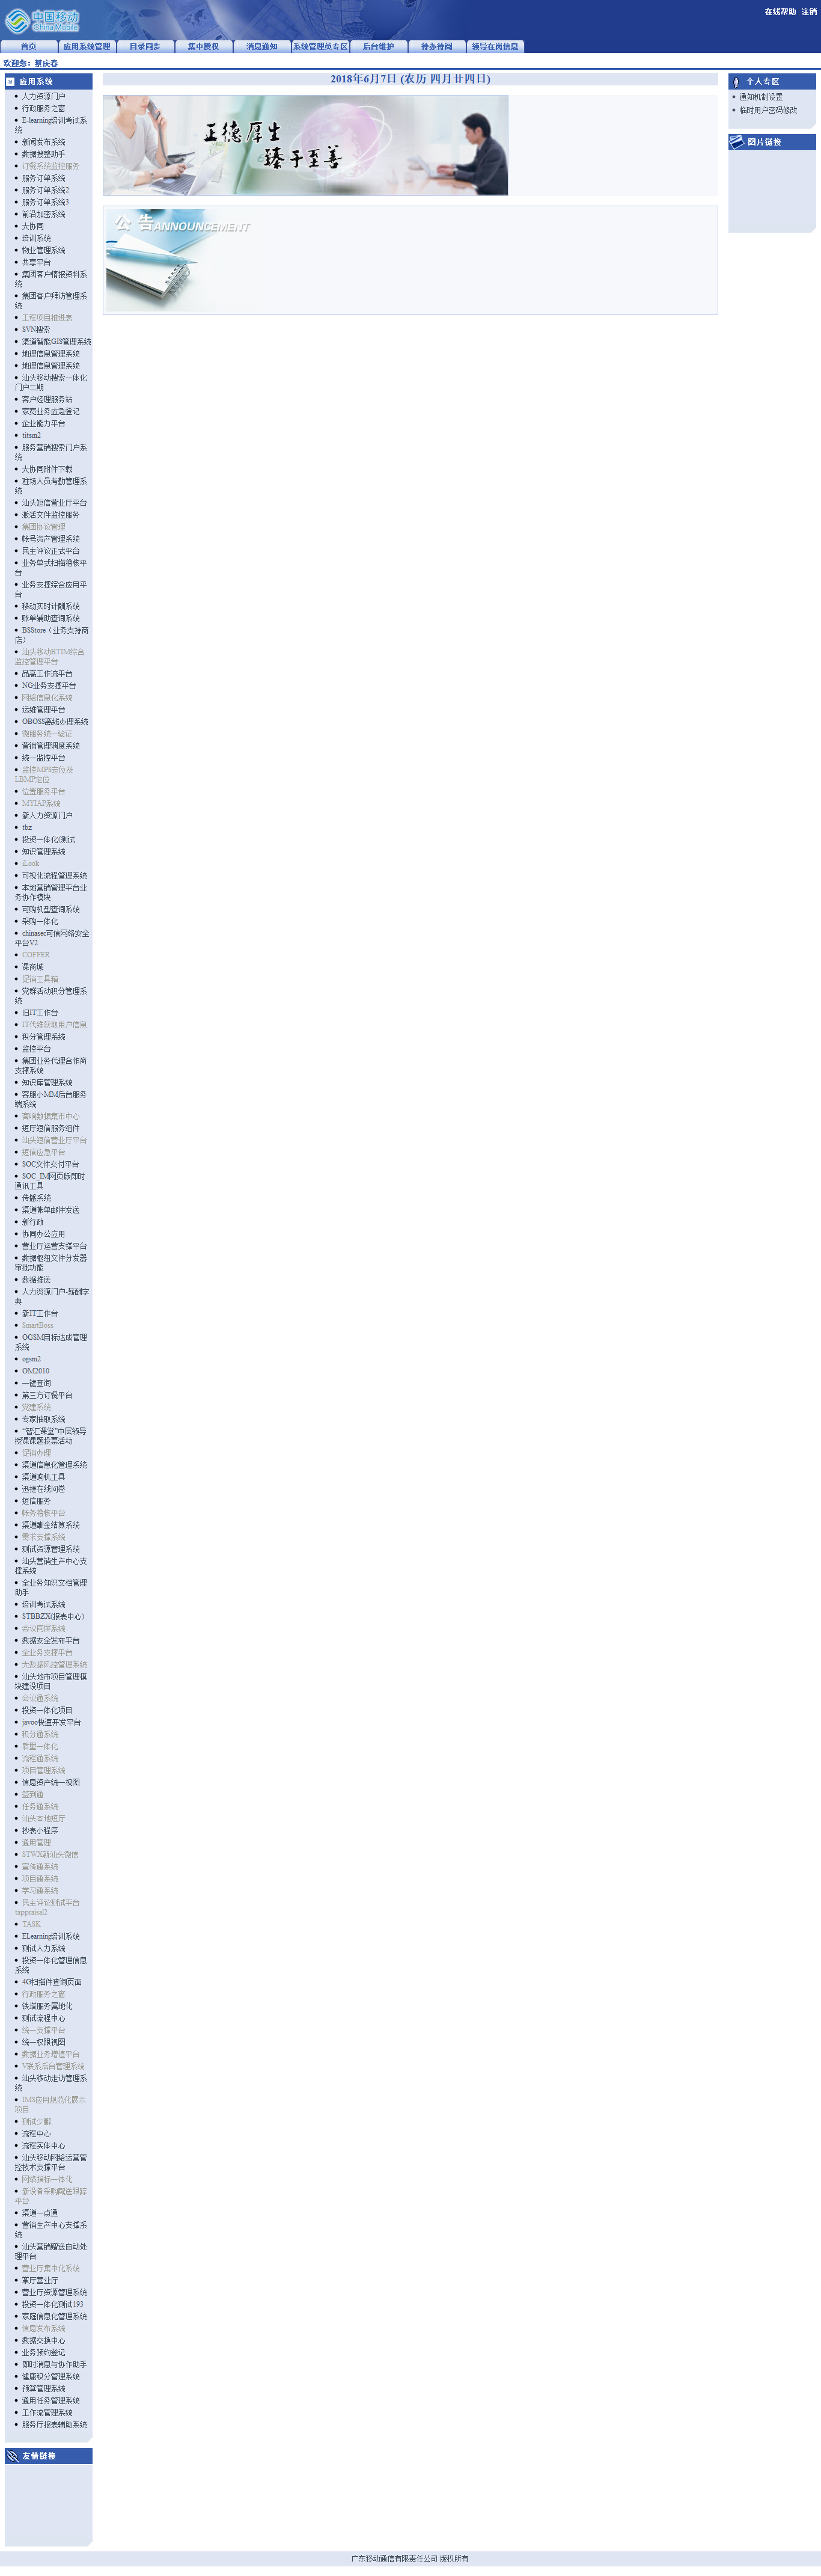 中国移动
China Mobile
在线帮助 注销
首页 应用系统管理 目录同步 集中授权 消息通知 系统管理员专区 后台维护 待办待阅 领导在岗信息
欢迎您：蔡庆春
应用系统
人力资源门户
行政服务之窗
E-learning培训考试系
统
新闻发布系统
数据报整助手
订餐系统监控服务
服务订单系统
服务订单系统2
服务订单系统3
前沿加密系统
大协同
培训系统
物业管理系统
共享平台
集团客户情报资料系
统
集团客户拜访管理系
统
工程项目推进表
SVN搜索
渠道智能GIS管理系统
地理信息管理系统
地理信息管理系统
汕头移动搜索一体化
门户二期
客户经理服务站
家宽业务应急登记
企业能力平台
titsm2
服务营销搜索门户系
统
大协同附件下载
驻场人员考勤管理系
统
汕头短信营业厅平台
激活文件监控服务
集团协议管理
帐号资产管理系统
民主评议正式平台
业务单式扫描稽核平
台
业务支撑综合应用平
台
移动实时计酬系统
账单辅助查询系统
BSStore（业务支持商
店）
汕头移动BTIM综合
监控管理平台
品高工作流平台
NG业务支撑平台
网络信息化系统
运维管理平台
OBOSS离线办理系统
微服务统一验证
营销管理调度系统
统一监控平台
监控MPS定位及
LBMP定位
位置服务平台
MYIAP系统
新人力资源门户
fbz
投资一体化(测试
知识管理系统
iLook
可视化流程管理系统
本地营销管理平台业
务协作模块
可购机型查询系统
采购一体化
chinasec可信网络安全
平台V2
COFFER
课商城
促销工具箱
党群活动积分管理系
统
旧IT工作台
IT代维获取用户信息
积分管理系统
监控平台
集团业务代理合作商
支撑系统
知识库管理系统
客服小MM后台服务
端系统
客响数据集市中心
短厅短信服务组件
汕头短信营业厅平台
短信应急平台
SOC文件交付平台
SOC_IM网页版即时
通讯工具
传播系统
渠道帐单邮件发送
新行政
协同办公应用
营业厅运营支撑平台
数据枢纽文件分发器
审批功能
数据推送
人力资源门户-薪酬字
典
新IT工作台
SmartBoss
OGSM目标达成管理
系统
ogsm2
OM2010
一键查询
第三方订餐平台
党建系统
专家抽取系统
“智汇课堂”中层领导
授课课题投票活动
促销办理
渠道信息化管理系统
渠道购机工具
迅捷在线问卷
短信服务
帐务稽核平台
渠道酬金结算系统
需求支撑系统
测试资源管理系统
汕头营销生产中心支
撑系统
全业务知识文档管理
助手
培训考试系统
STBBZX(报表中心)
会议同屏系统
数据安全发布平台
全业务支撑平台
大数据风控管理系统
汕头地市项目管理模
块建设项目
会议通系统
投资一体化项目
javoo快速开发平台
积分通系统
质量一体化
流程通系统
项目管理系统
信息资产统一视图
签到通
任务通系统
汕头本地短厅
抄表小程序
通用管理
STWX新汕头微信
宣传通系统
项目通系统
学习通系统
民主评议测试平台
tappraisal2
TASK
ELearning培训系统
测试人力系统
投资一体化管理信息
系统
4G扫描件查询页面
行政服务之窗
铁塔服务属地化
测试流程中心
统一支撑平台
统一权限视图
数据业务增值平台
V联系后台管理系统
汕头移动走访管理系
统
IMS应用规范化展示
项目
流程中心
流程实体中心
汕头移动网络运营管
控技术支撑平台
网络指标一体化
新设备采购配送跟踪
平台
渠道一点通
营销生产中心支撑系
统
汕头营销赠送自动处
理平台
营业厅集中化系统
掌厅营业厅
营业厅资源管理系统
投资一体化测试193
家庭信息化管理系统
信息发布系统
数据交换中心
业务预约登记
即时消息与协作助手
健康积分管理系统
预算管理系统
通用任务管理系统
工作流管理系统
服务厅报表辅助系统
友情链接
2018年6月7日 (农历 四月廿四日)
正德厚生
臻于至善
公告ANNOUNCEMENT
个人专区
通知机制设置
临时用户密码修改
图片链接
广东移动通信有限责任公司 版权所有